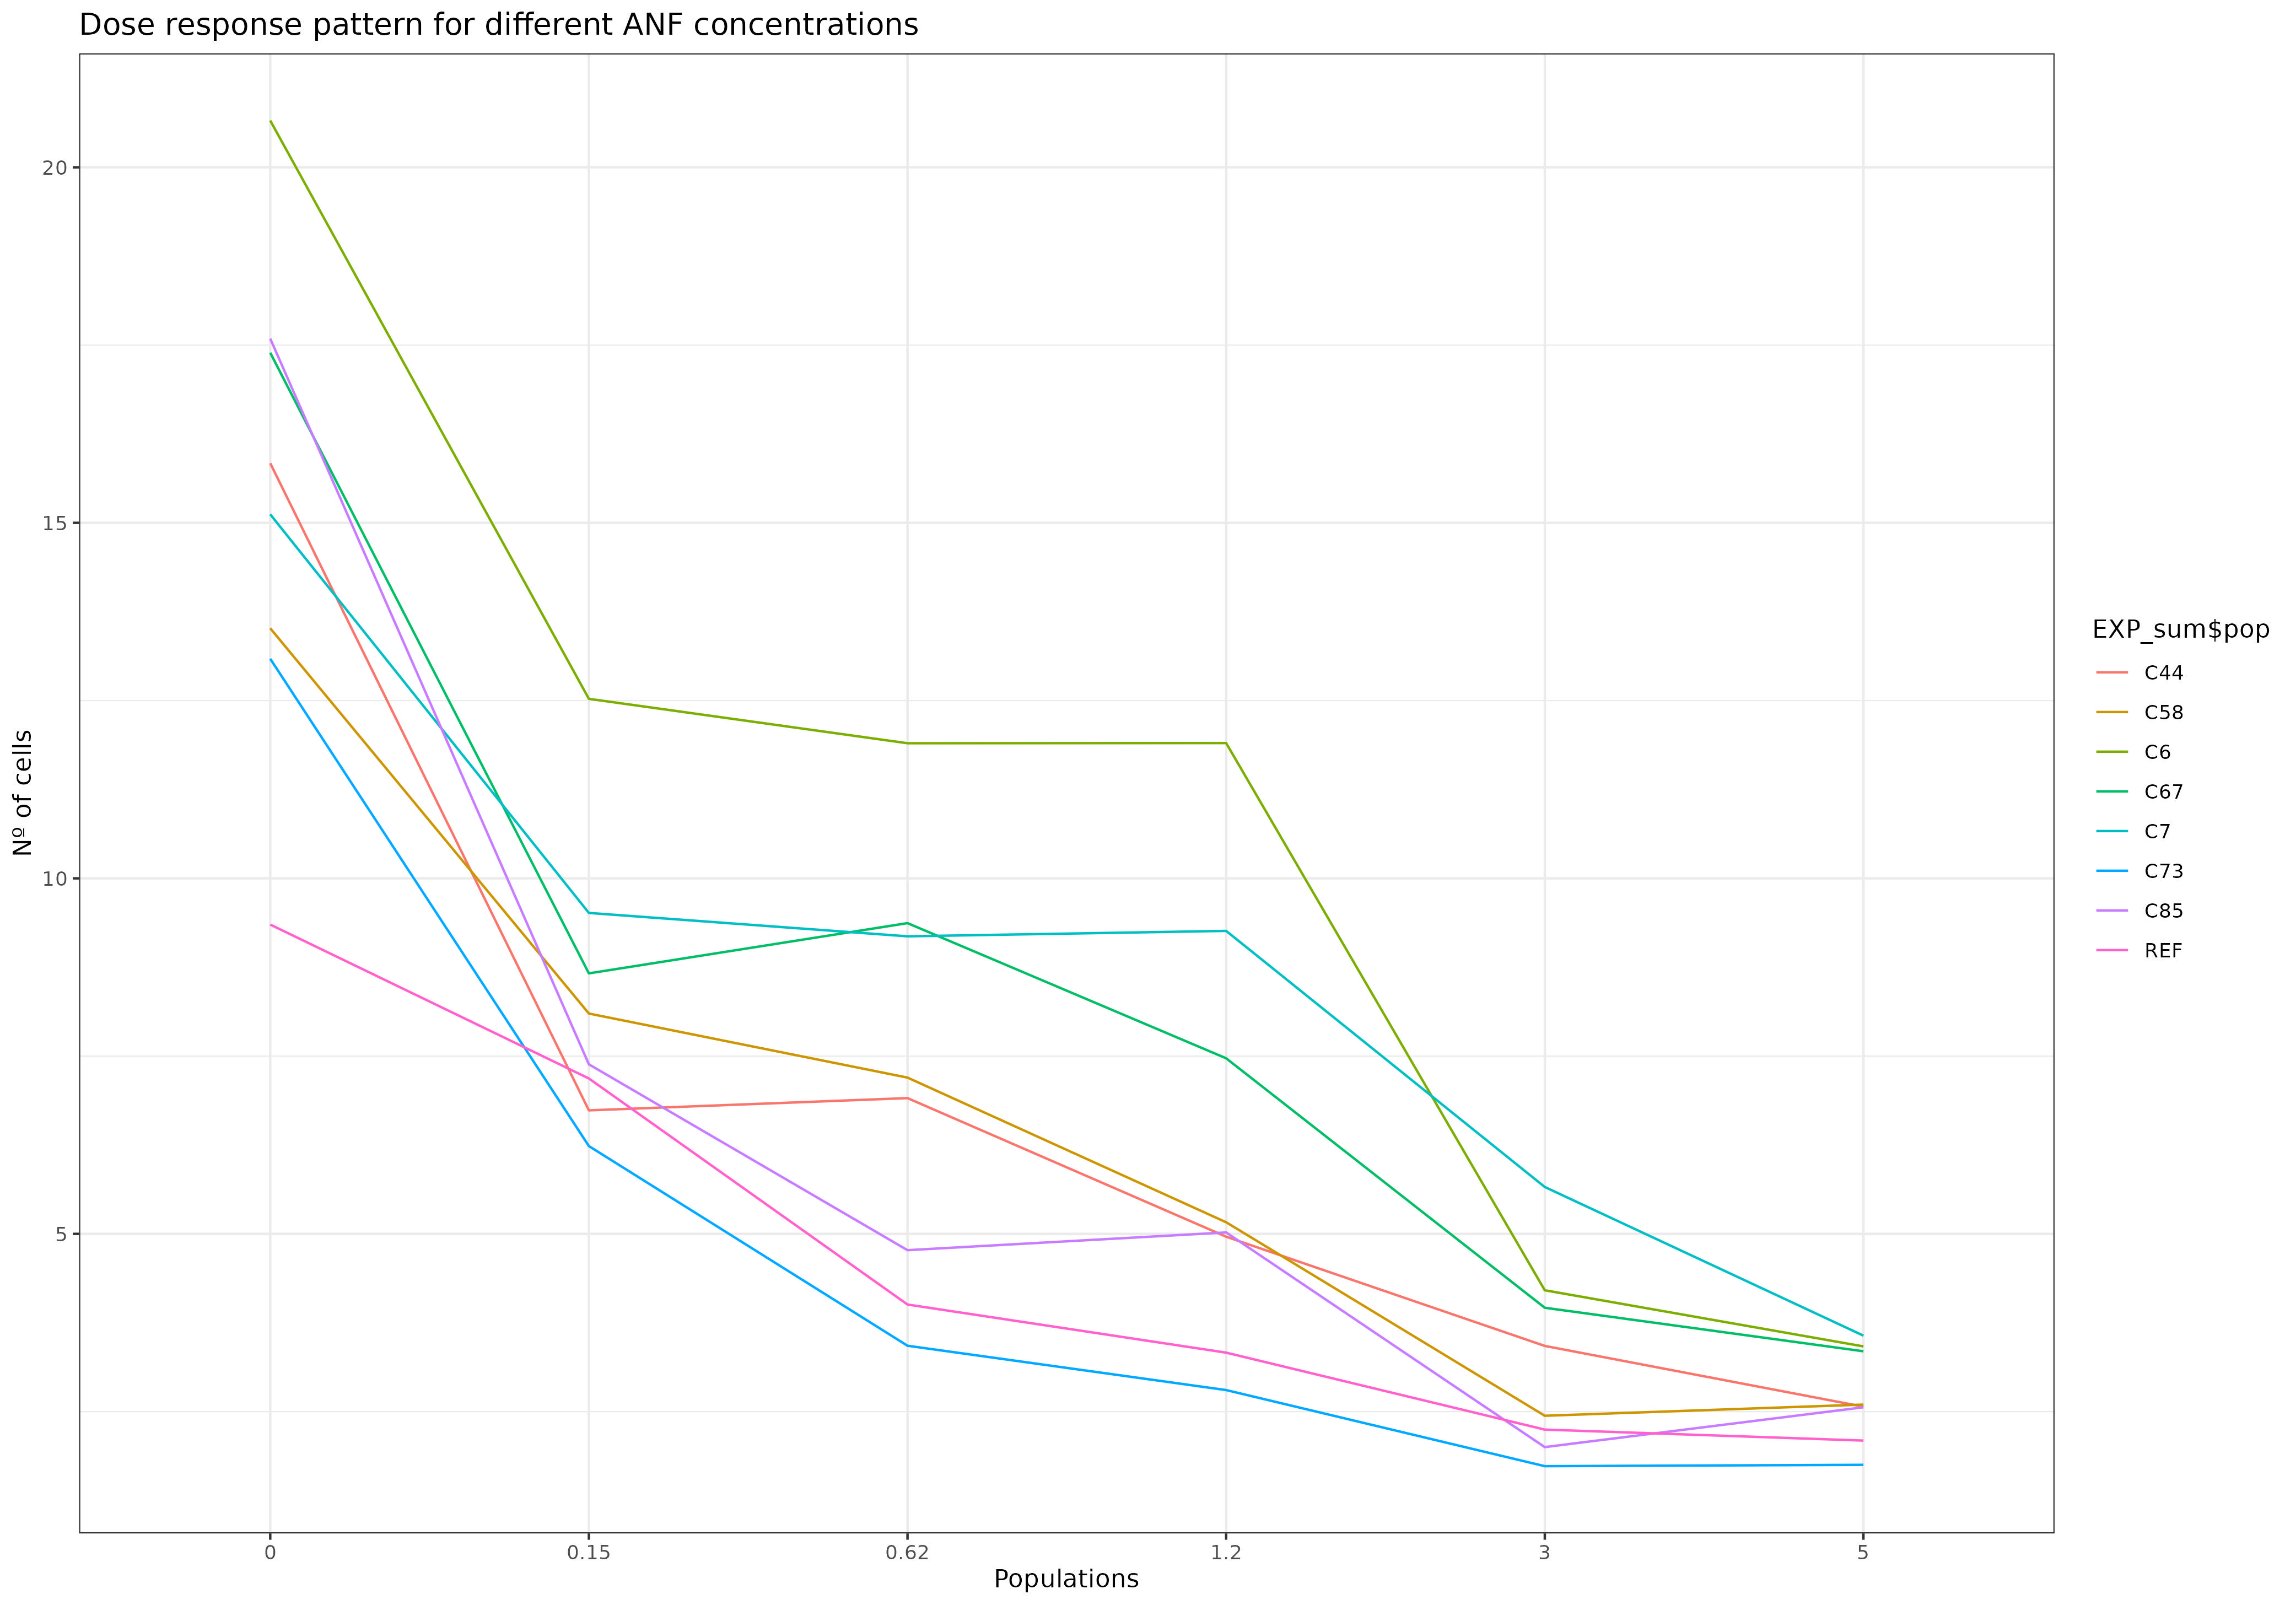 Dose response pattern for different ANF concentrations
Nº of cells
20
15
10
5
0 0.15 0.62 1.2 3 5
Populations
EXP_sum$pop
C44
C58
C6
C67
C7
C73
C85
REF